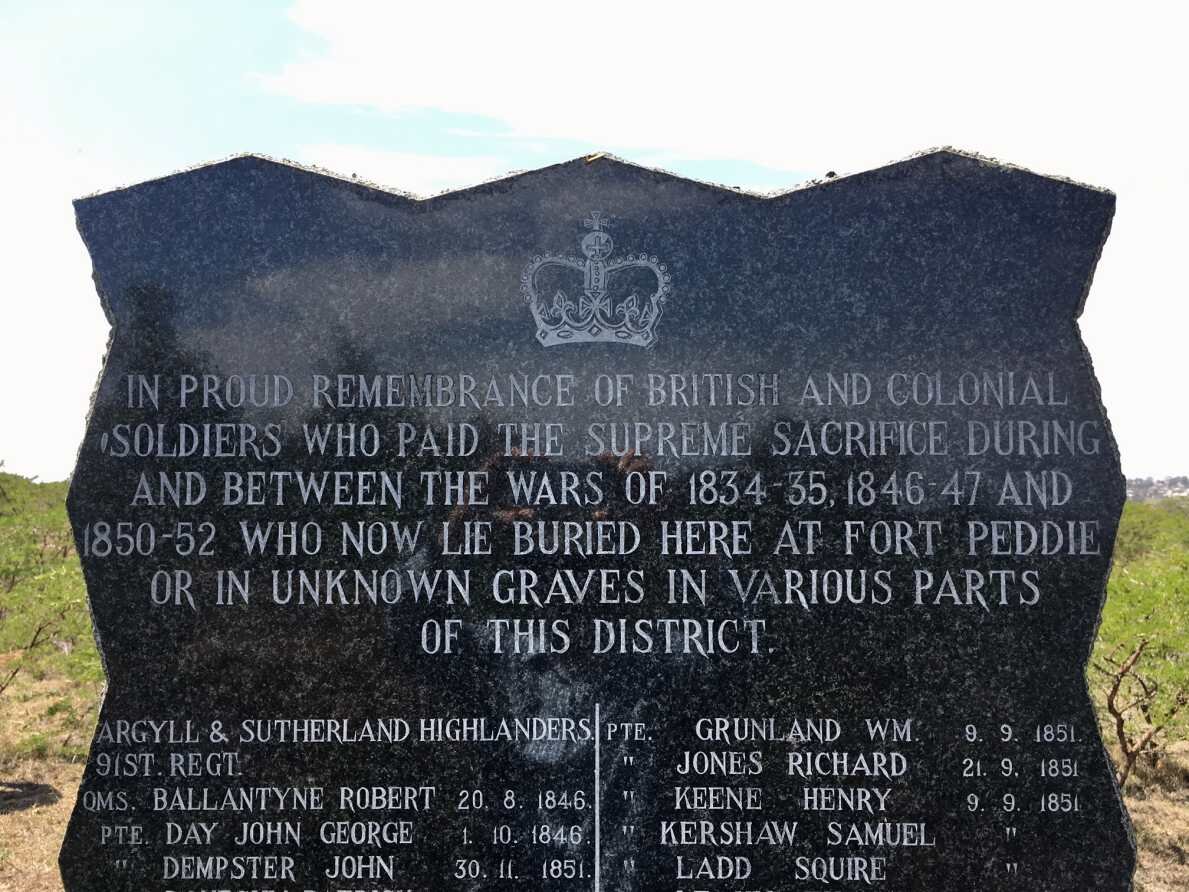 IN PROUD REMEMBRANCE OF BRITISH AND COLONIAL
SOLDIERS WHO PAID THE SUPREME SACRIFICE DURING
AND BETWEEN THE WARS OF 1834-35, 1846-47 AND
1850-52 WHO NOW LIE BURIED HERE AT FORT PEDDIE
OR IN UNKNOWN GRAVES IN VARIOUS PARTS
OF THIS DISTRICT.
ARGYLL & SUTHERLAND HIGHLANDERS.
91ST. REGT.
QMS. BALLANTYNE ROBERT 20. 8. 1846.
PTE. DAY JOHN GEORGE 1. 10. 1846.
" DEMPSTER JOHN 30. 11. 1851.
PTE. GRUNLAND WM. 9. 9. 1851.
" JONES RICHARD 21. 9. 1851
" KEENE HENRY 9. 9. 1851
" KERSHAW SAMUEL "
" LADD SQUIRE "